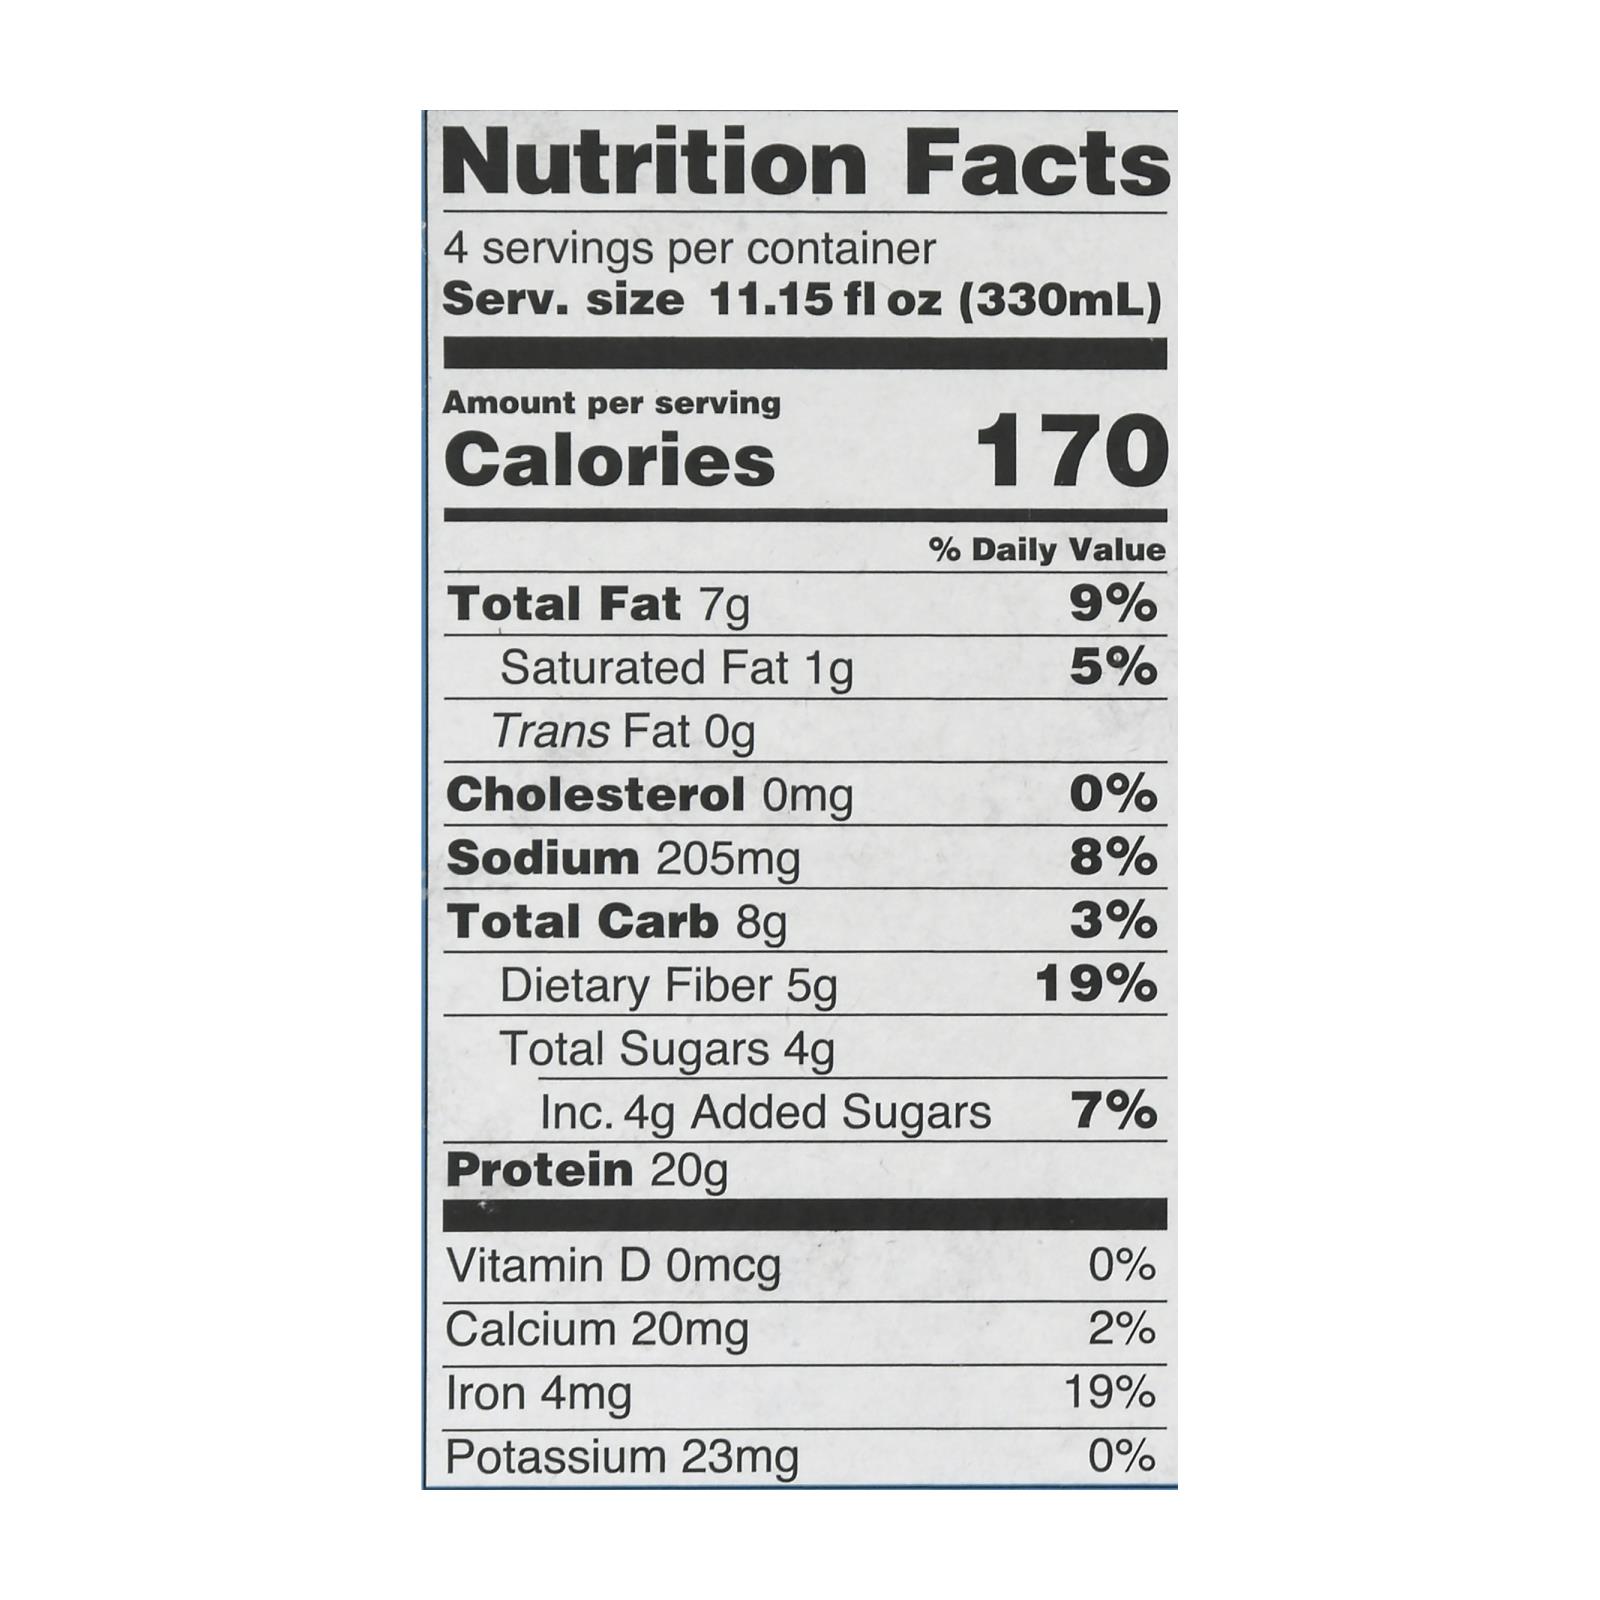 Nutrition Facts
4 servings per container
Serv. size 11.15 fl oz (330mL)
Amount per serving
Calories 170
% Daily Value
Total Fat 7g 9%
Saturated Fat 1g 5%
Trans Fat 0g
Cholesterol 0mg 0%
Sodium 205mg 8%
Total Carb 8g 3%
Dietary Fiber 5g 19%
Total Sugars 4g
Inc. 4g Added Sugars 7%
Protein 20g
Vitamin D 0mcg 0%
Calcium 20mg 2%
Iron 4mg 19%
Potassium 23mg 0%